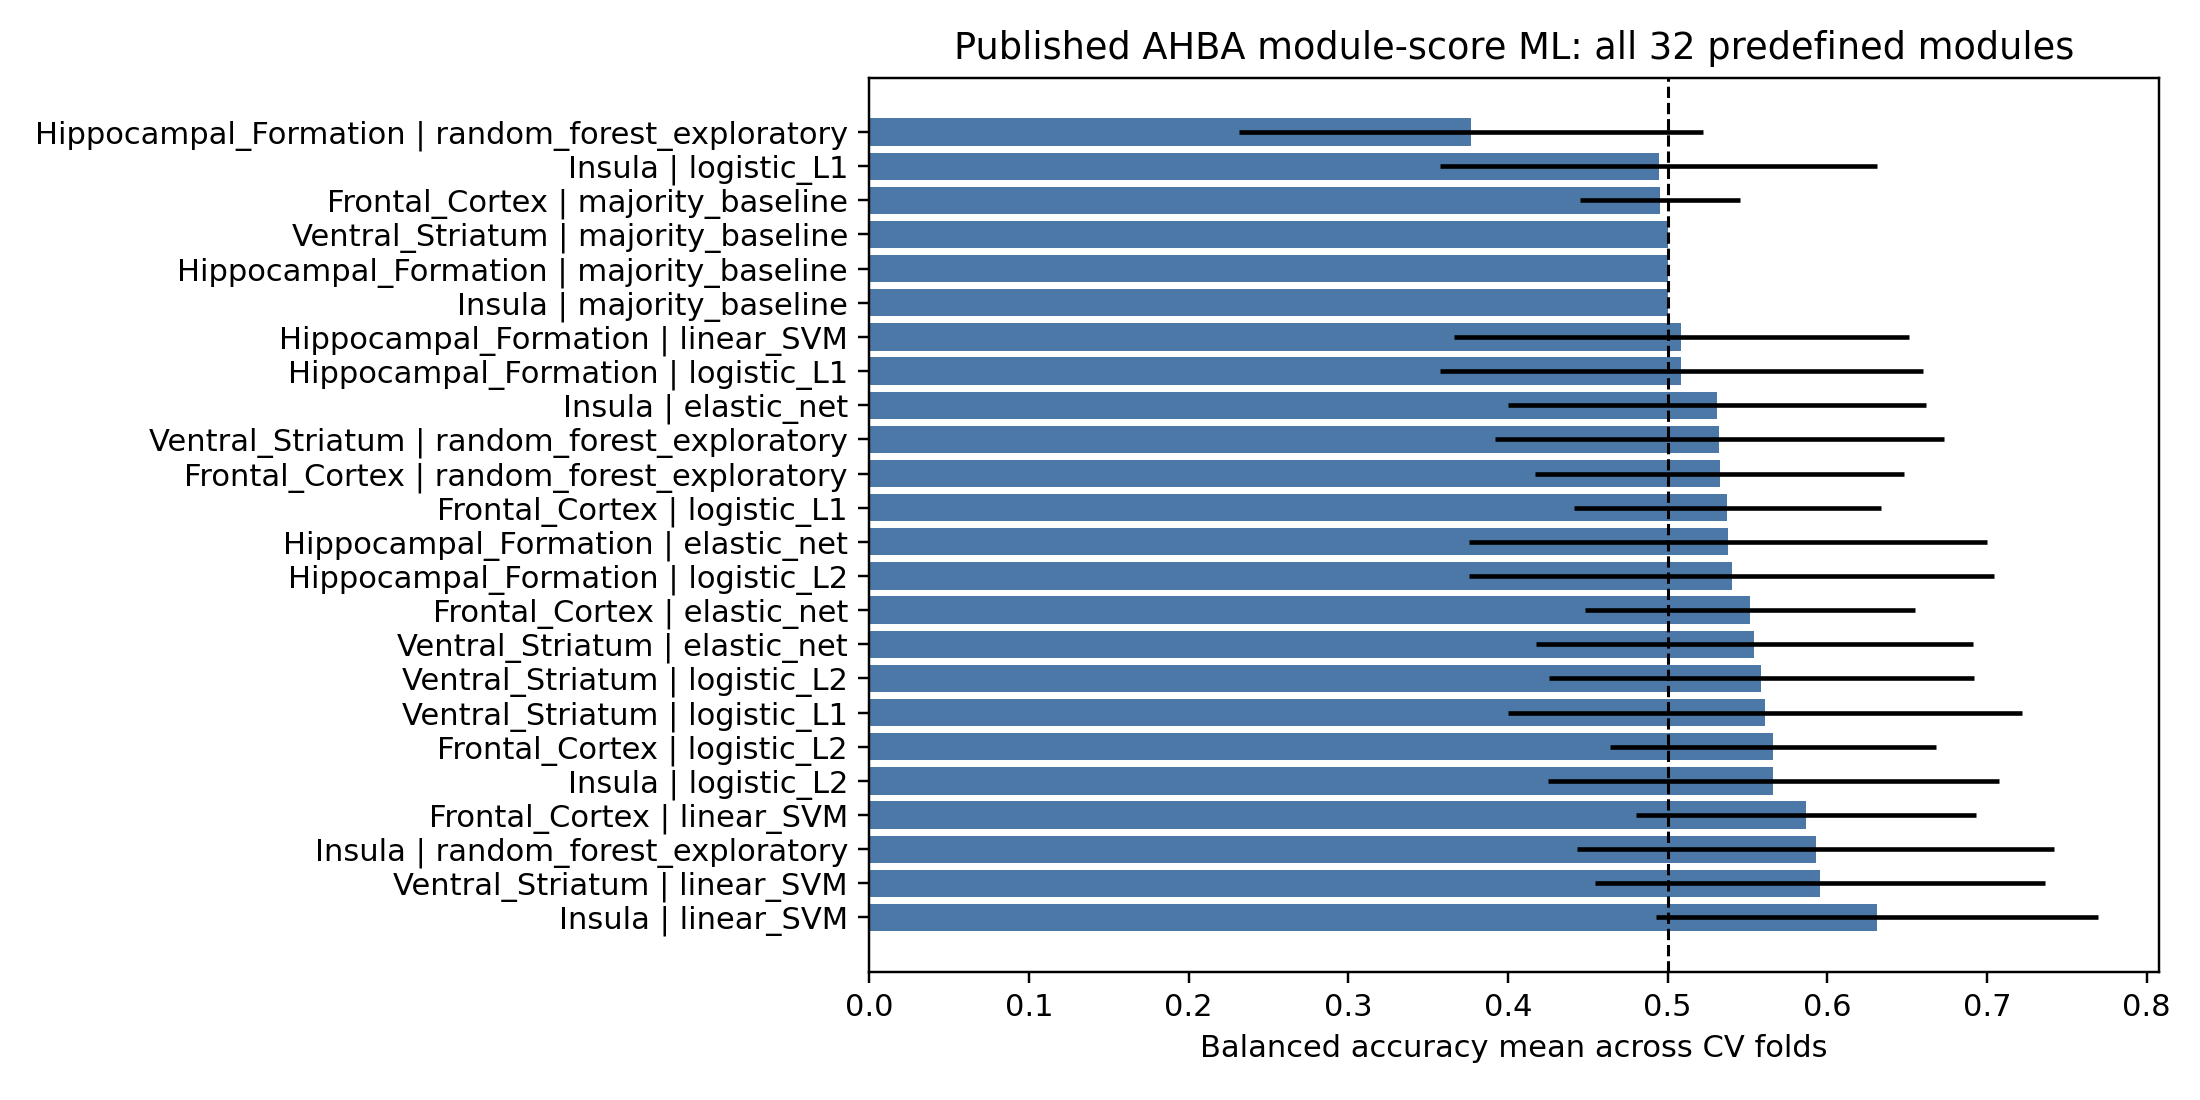 Published AHBA module-score ML: all 32 predefined modules
Hippocampal_Formation | random_forest_exploratory
Insula | logistic_L1
Frontal_Cortex | majority_baseline
Ventral_Striatum | majority_baseline
Hippocampal_Formation | majority_baseline
Insula | majority_baseline
Hippocampal_Formation | linear_SVM
Hippocampal_Formation | logistic_L1
Insula | elastic_net
Ventral_Striatum | random_forest_exploratory
Frontal_Cortex | random_forest_exploratory
Frontal_Cortex | logistic_L1
Hippocampal_Formation | elastic_net
Hippocampal_Formation | logistic_L2
Frontal_Cortex | elastic_net
Ventral_Striatum | elastic_net
Ventral_Striatum | logistic_L2
Ventral_Striatum | logistic_L1
Frontal_Cortex | logistic_L2
Insula | logistic_L2
Frontal_Cortex | linear_SVM
Insula | random_forest_exploratory
Ventral_Striatum | linear_SVM
Insula | linear_SVM
0.0 0.1 0.2 0.3 0.4 0.5 0.6 0.7 0.8
Balanced accuracy mean across CV folds